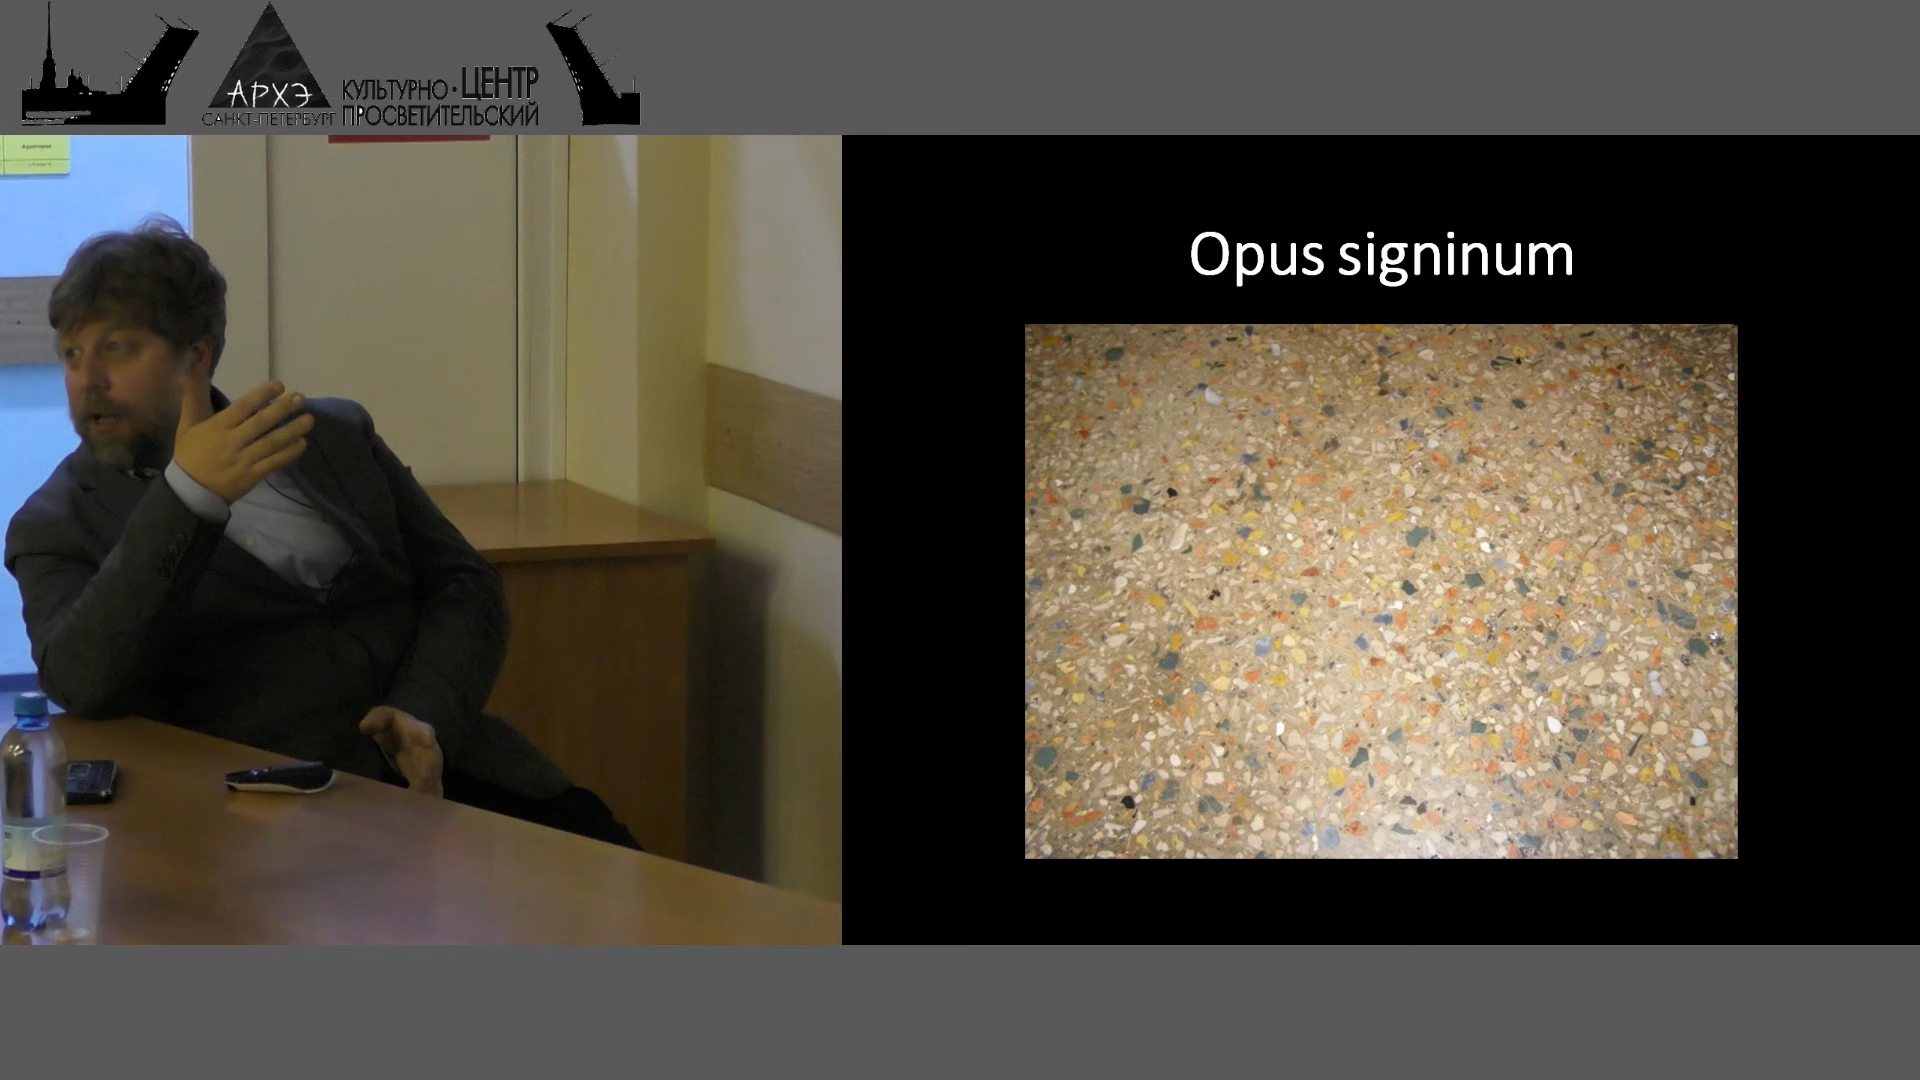 АРХЭ
САНКТ-ПЕТЕРБУРГ
КУЛЬТУРНО·ЦЕНТР
ПРОСВЕТИТЕЛЬСКИЙ
Opus signinum